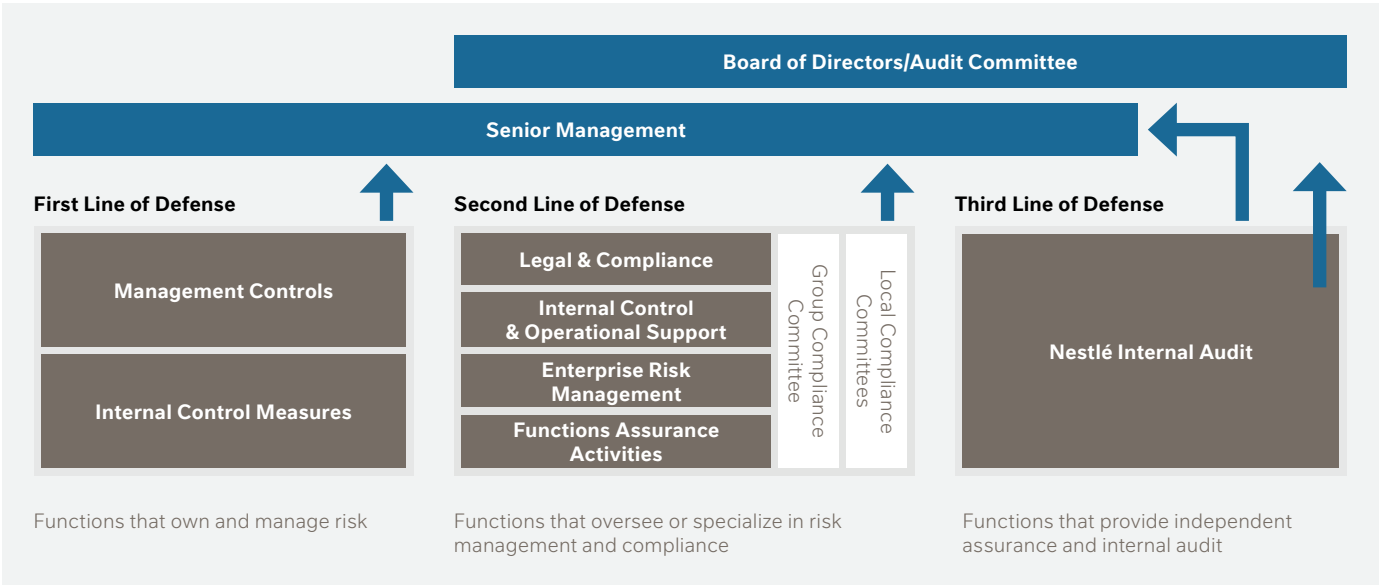 Board of Directors/Audit Committee
Senior Management
First Line of Defense
Management Controls
Internal Control Measures
Functions that own and manage risk
Second Line of Defense
Legal & Compliance
Internal Control
& Operational Support
Enterprise Risk
Management
Functions Assurance
Activities
Group Compliance
Committee
Local Compliance
Committees
Functions that oversee or specialize in risk
management and compliance
Third Line of Defense
Nestlé Internal Audit
Functions that provide independent
assurance and internal audit